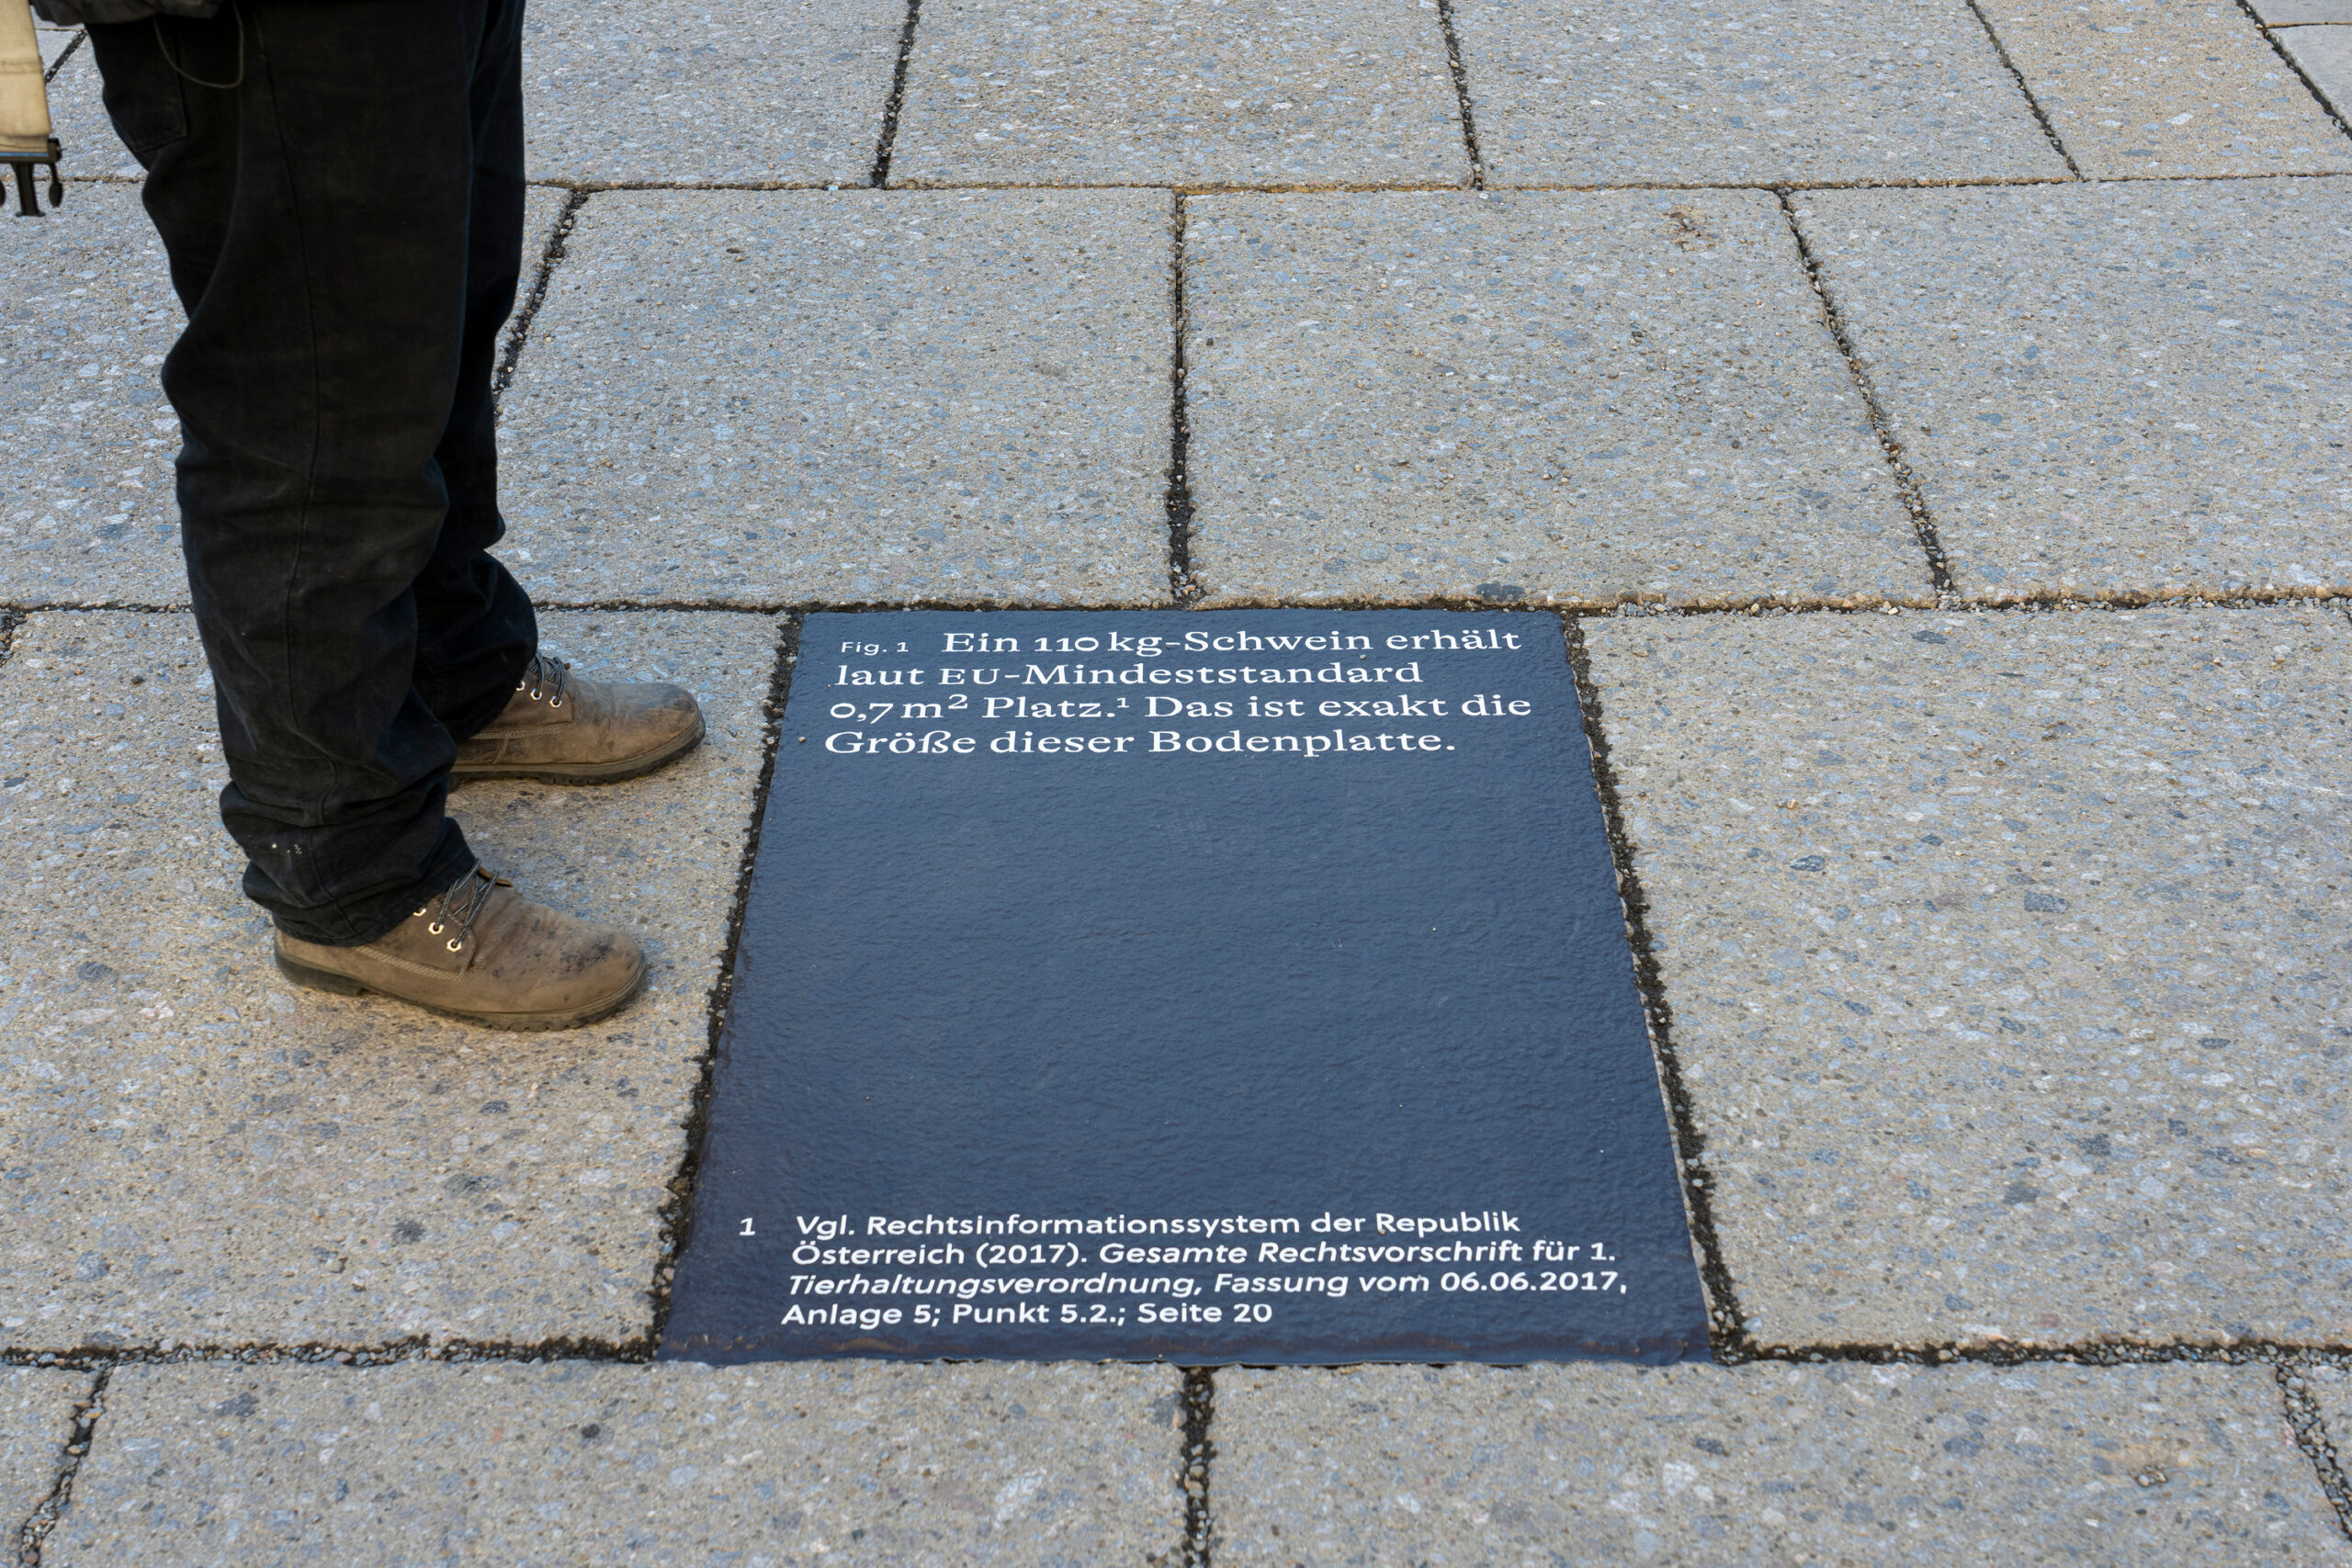 Fig. 1 Ein 110 kg-Schwein erhält
laut EU-Mindeststandard
0,7 m² Platz.¹ Das ist exakt die
Größe dieser Bodenplatte.
1 Vgl. Rechtsinformationssystem der Republik
Österreich (2017). Gesamte Rechtsvorschrift für 1.
Tierhaltungsverordnung, Fassung vom 06.06.2017,
Anlage 5; Punkt 5.2.; Seite 20